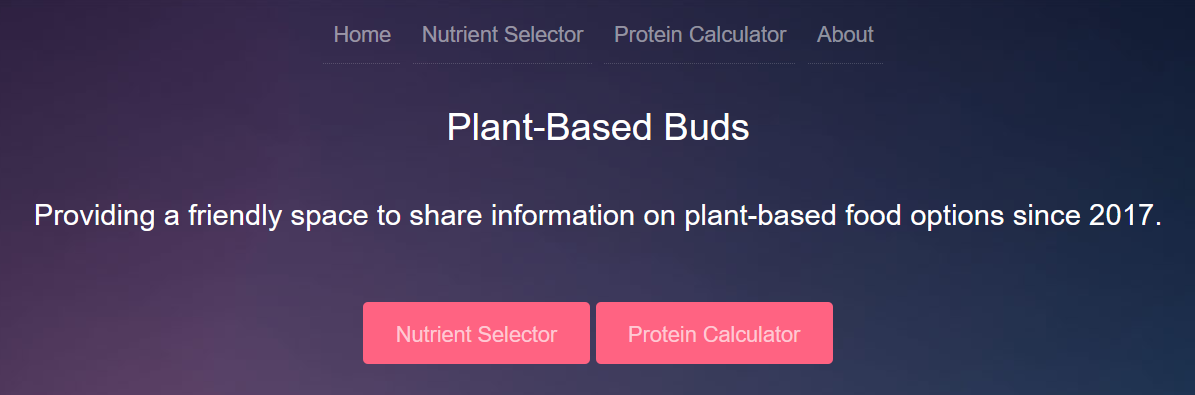 Home Nutrient Selector Protein Calculator About
Plant-Based Buds
Providing a friendly space to share information on plant-based food options since 2017.
Nutrient Selector Protein Calculator